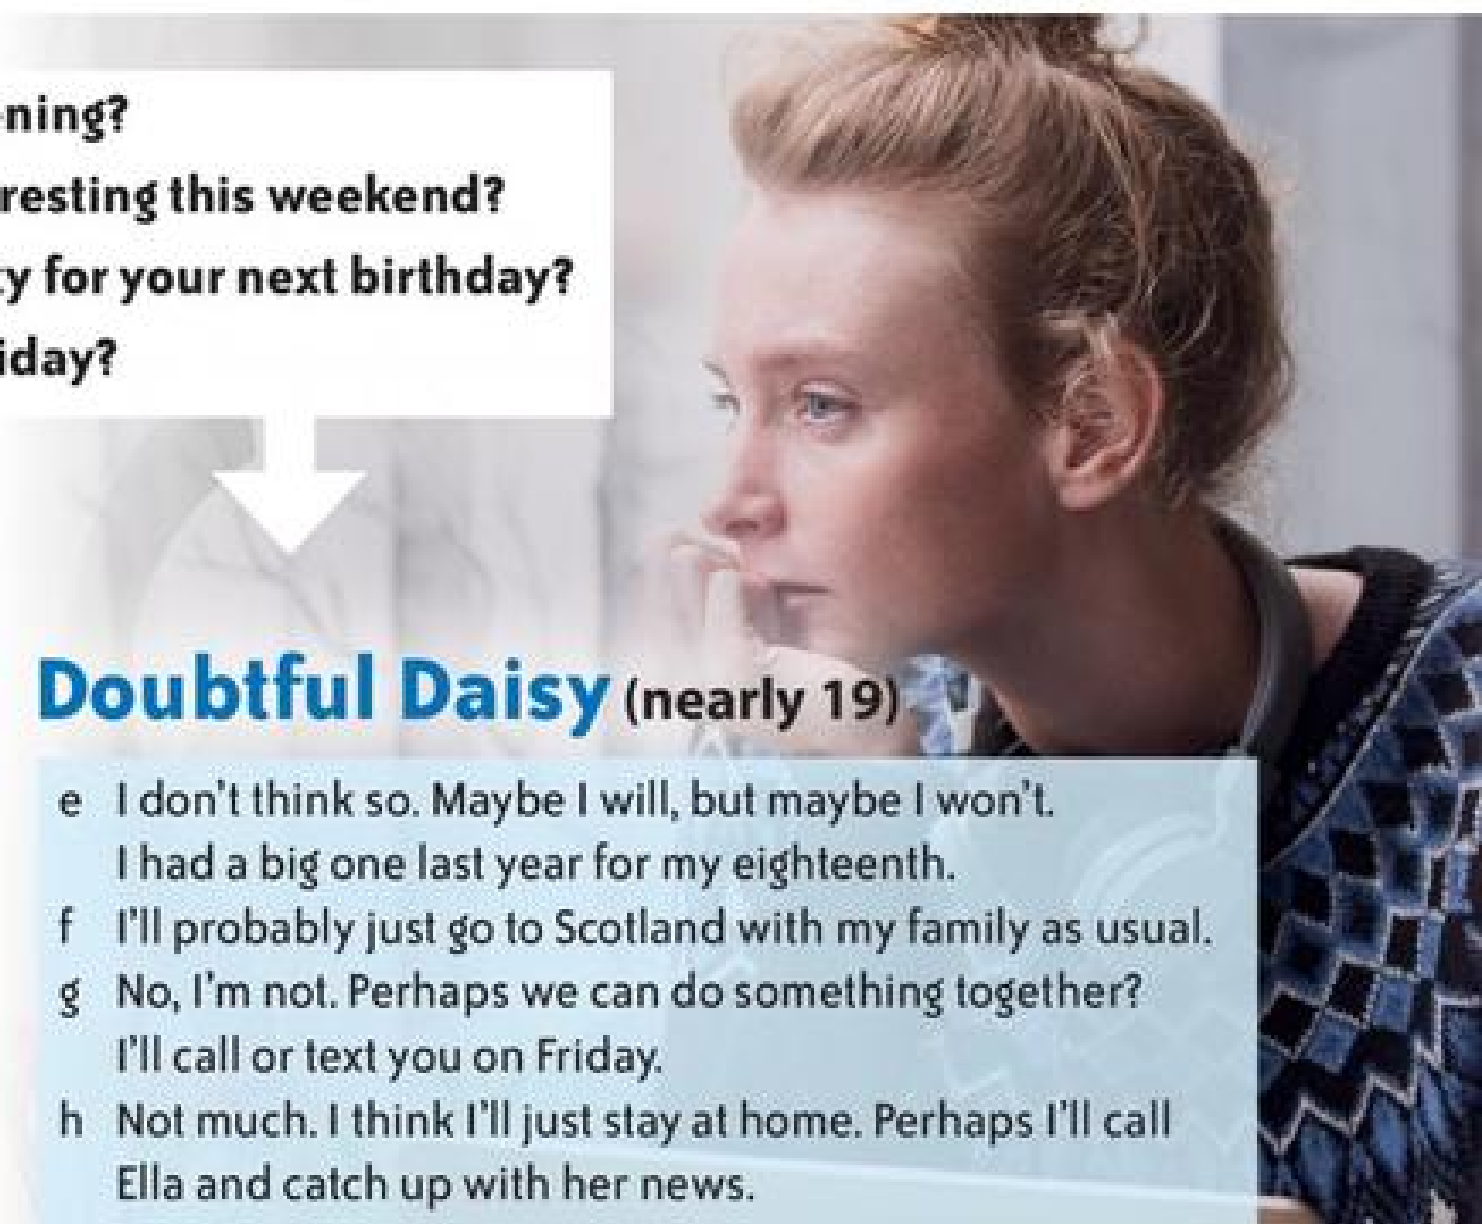 ning?
resting this weekend?
y for your next birthday?
iday?
Doubtful Daisy (nearly 19)
e I don't think so. Maybe I will, but maybe I won't.
I had a big one last year for my eighteenth.
f I'll probably just go to Scotland with my family as usual.
g No, I'm not. Perhaps we can do something together?
I'll call or text you on Friday.
h Not much. I think I'll just stay at home. Perhaps I'll call
Ella and catch up with her news.